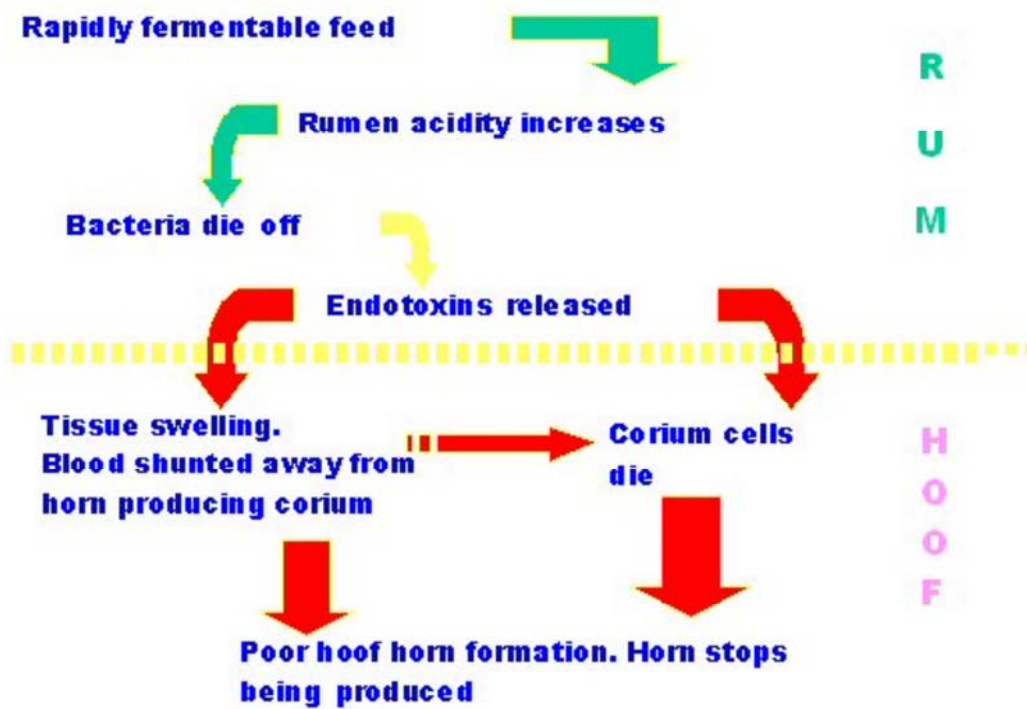 Rapidly fermentable feed
Rumen acidity increases
Bacteria die off
Endotoxins released
R
U
M
Tissue swelling.
Blood shunted away from
horn producing corium
Corium cells
die
Poor hoof horn formation. Horn stops
being produced
H
O
O
F